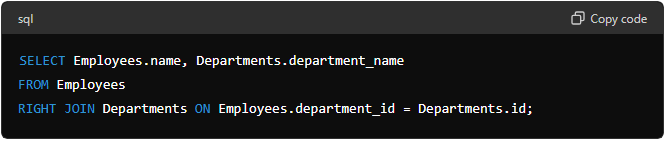 sql
Copy code
SELECT Employees.name, Departments.department_name
FROM Employees
RIGHT JOIN Departments ON Employees.department_id = Departments.id;